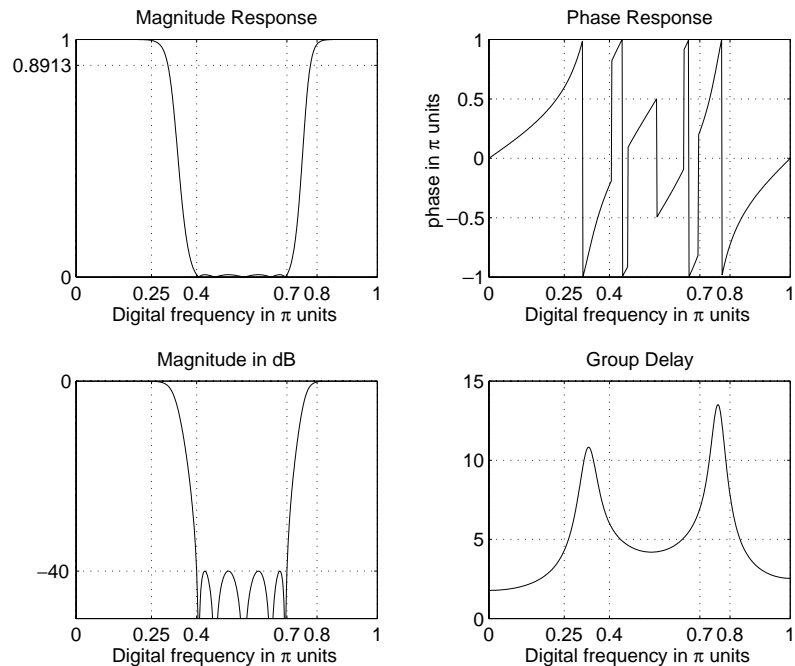 Magnitude Response
1
0.8913
0
0 0.25 0.4 0.7 0.8 1
Digital frequency in π units
Phase Response
1
0.5
0
−0.5
−1
phase in π units
0 0.25 0.4 0.7 0.8 1
Digital frequency in π units
Magnitude in dB
0
−40
0 0.25 0.4 0.7 0.8 1
Digital frequency in π units
Group Delay
15
10
5
0
0 0.25 0.4 0.7 0.8 1
Digital frequency in π units